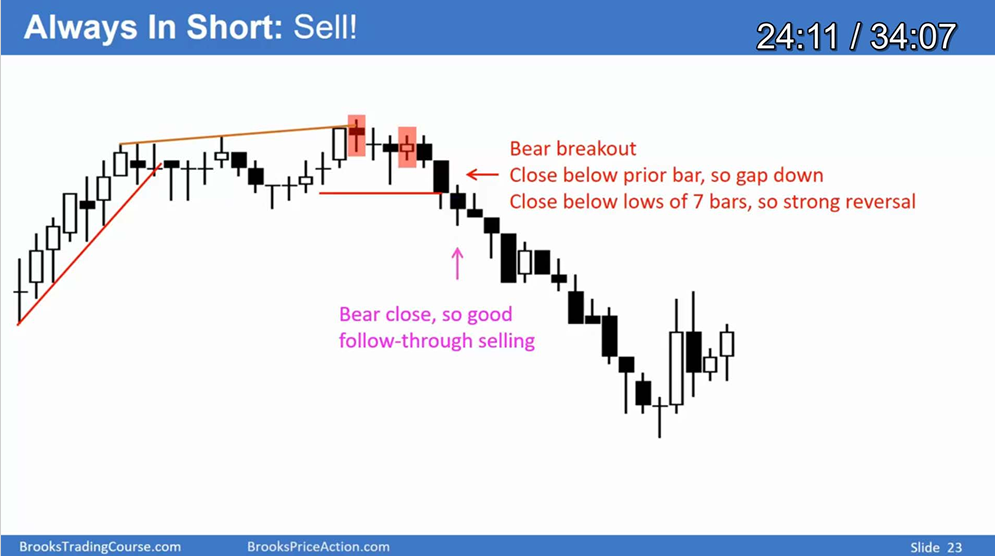 Always In Short: Sell!
24:11 / 34:07
Bear breakout
Close below prior bar, so gap down
Close below lows of 7 bars, so strong reversal
Bear close, so good
follow-through selling
BrooksTradingCourse.com
BrooksPriceAction.com
Slide 23